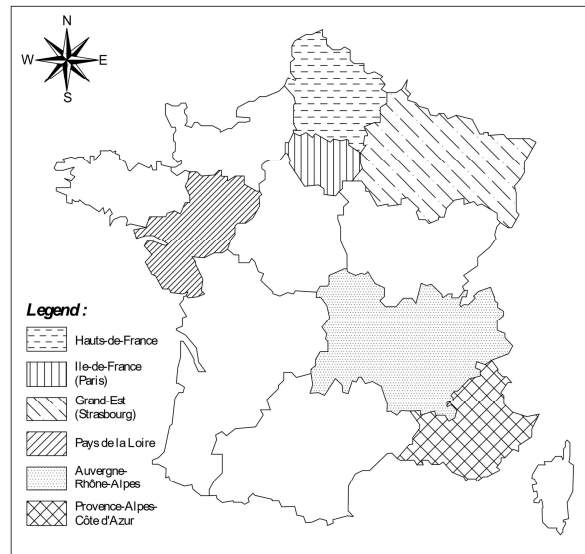 N
W E
S
Legend :
Hauts-de-France
Ile-de-France
(Paris)
Grand-Est
(Strasbourg)
Pays de la Loire
Auvergne-
Rhône-Alpes
Provence-Alpes-
Côte d'Azur